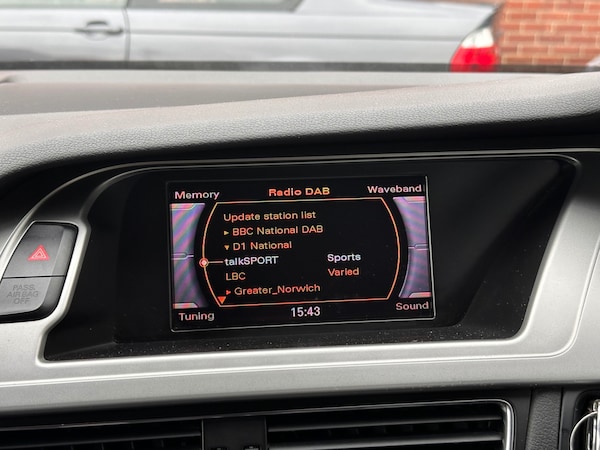 Memory Radio DAB Waveband
Update station list
BBC National DAB
D1 National
talkSPORT Sports
LBC Varied
Greater_Norwich
Tuning 15:43 Sound
PASS.
AIR BAG
OFF